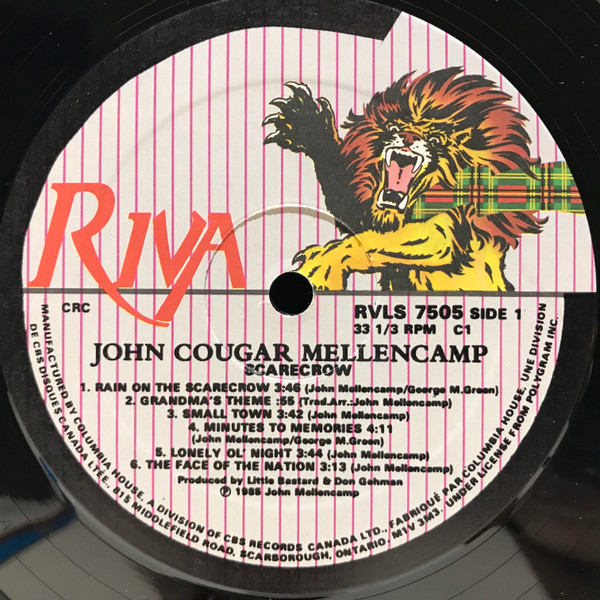 RIVA
CRC
RVLS 7505 SIDE 1
33 1/3 RPM C1
JOHN COUGAR MELLENCAMP
SCARECROW
1. RAIN ON THE SCARECROW 3:46 (John Mellencamp/George M.Green)
2. GRANDMA'S THEME :56 (Trad.Arr.:John Mellencamp)
3. SMALL TOWN 3:42 (John Mellencamp)
4. MINUTES TO MEMORIES 4:11
(John Mellencamp/George M.Green)
5. LONELY OL' NIGHT 3:44 (John Mellencamp)
6. THE FACE OF THE NATION 3:13 (John Mellencamp)
Produced by Little Bastard & Don Gehman
℗ 1985 John Mellencamp
MANUFACTURED BY COLUMBIA HOUSE, A DIVISION OF CBS RECORDS CANADA LTD., FABRIQUÉ PAR COLUMBIA HOUSE, UNE DIVISION
DE CBS DISQUES CANADA LTÉE., 815 MIDDLEFIELD ROAD, SCARBOROUGH, ONTARIO, M1V 3M3. UNDER LICENSE FROM POLYGRAM INC.